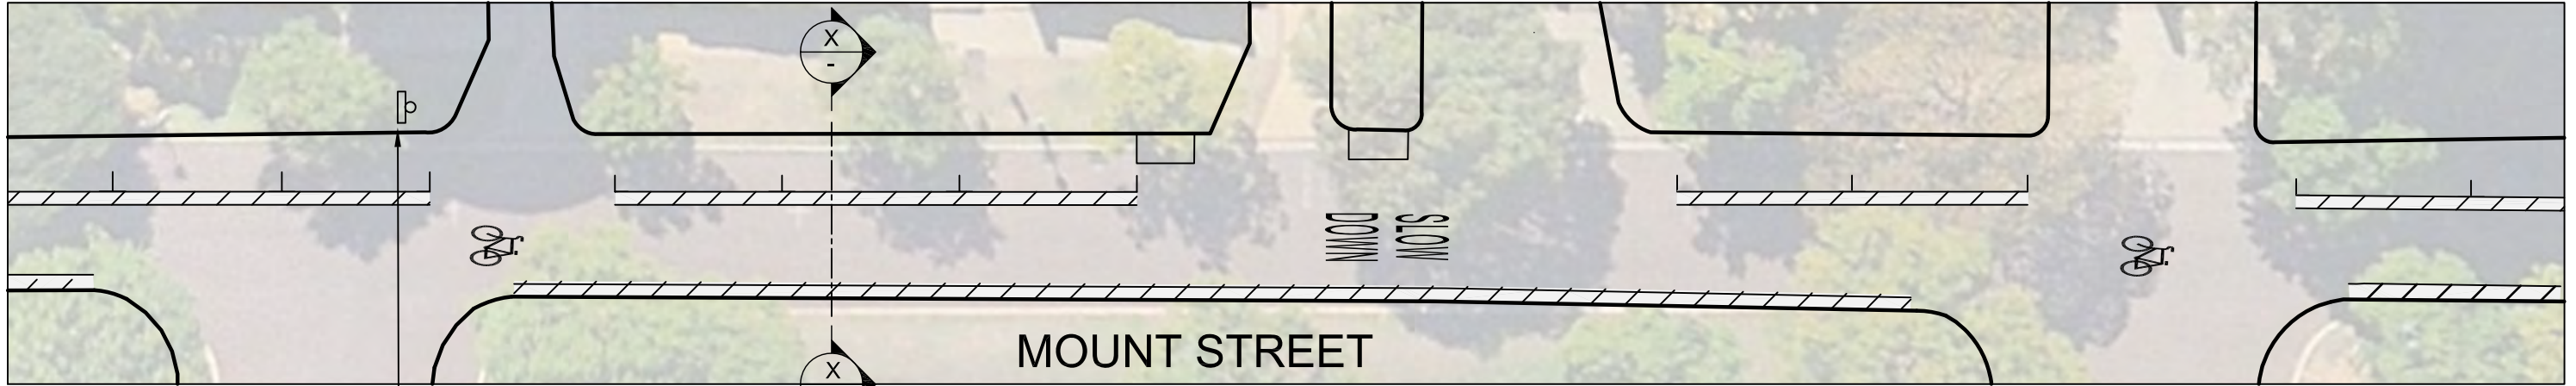 X
-
SLOW
DOWN
MOUNT STREET
X